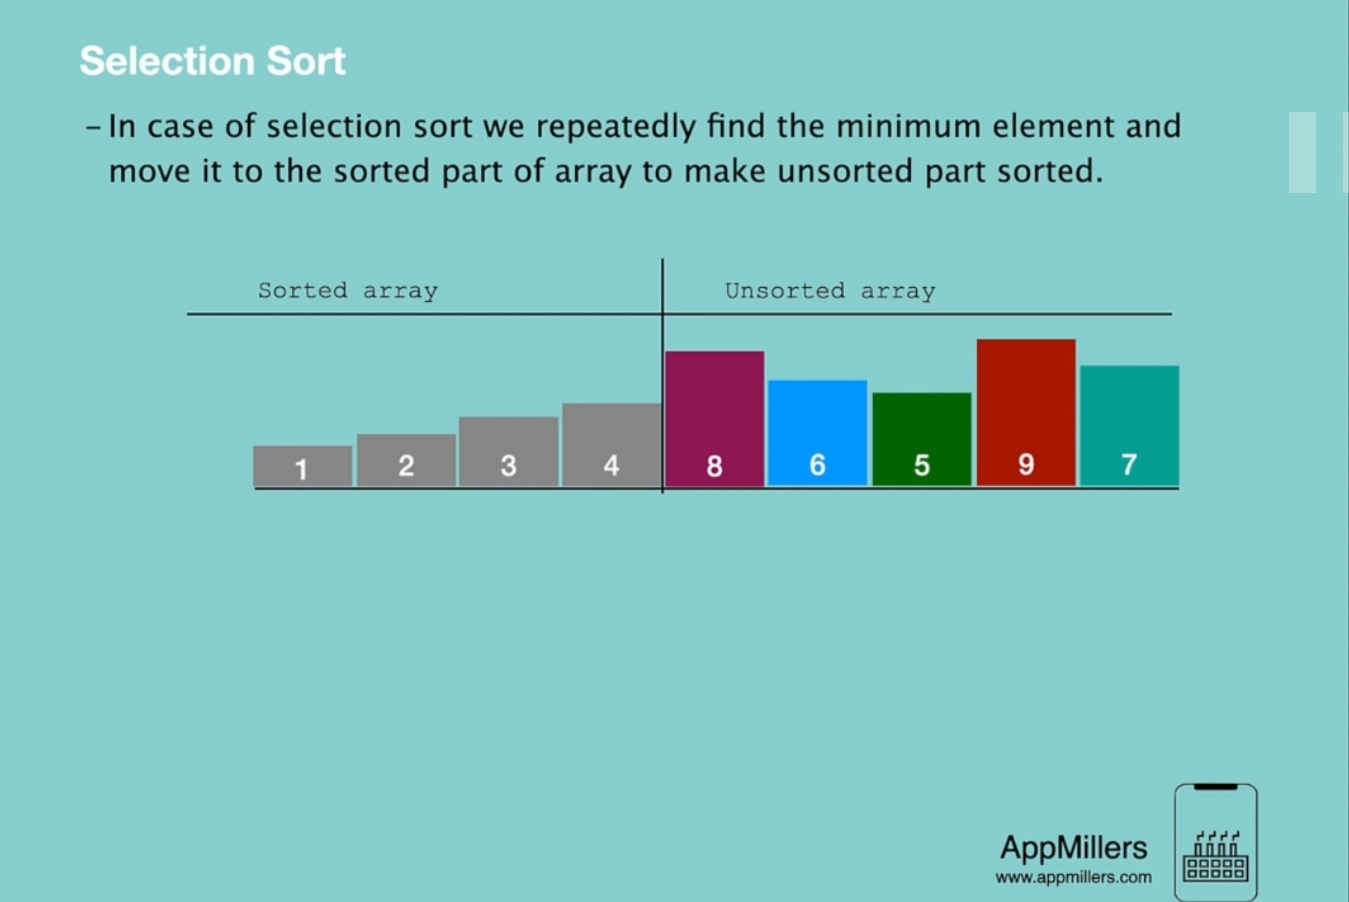 Selection Sort
– In case of selection sort we repeatedly find the minimum element and
move it to the sorted part of array to make unsorted part sorted.
Sorted array
Unsorted array
1 2 3 4 8 6 5 9 7
AppMillers
www.appmillers.com